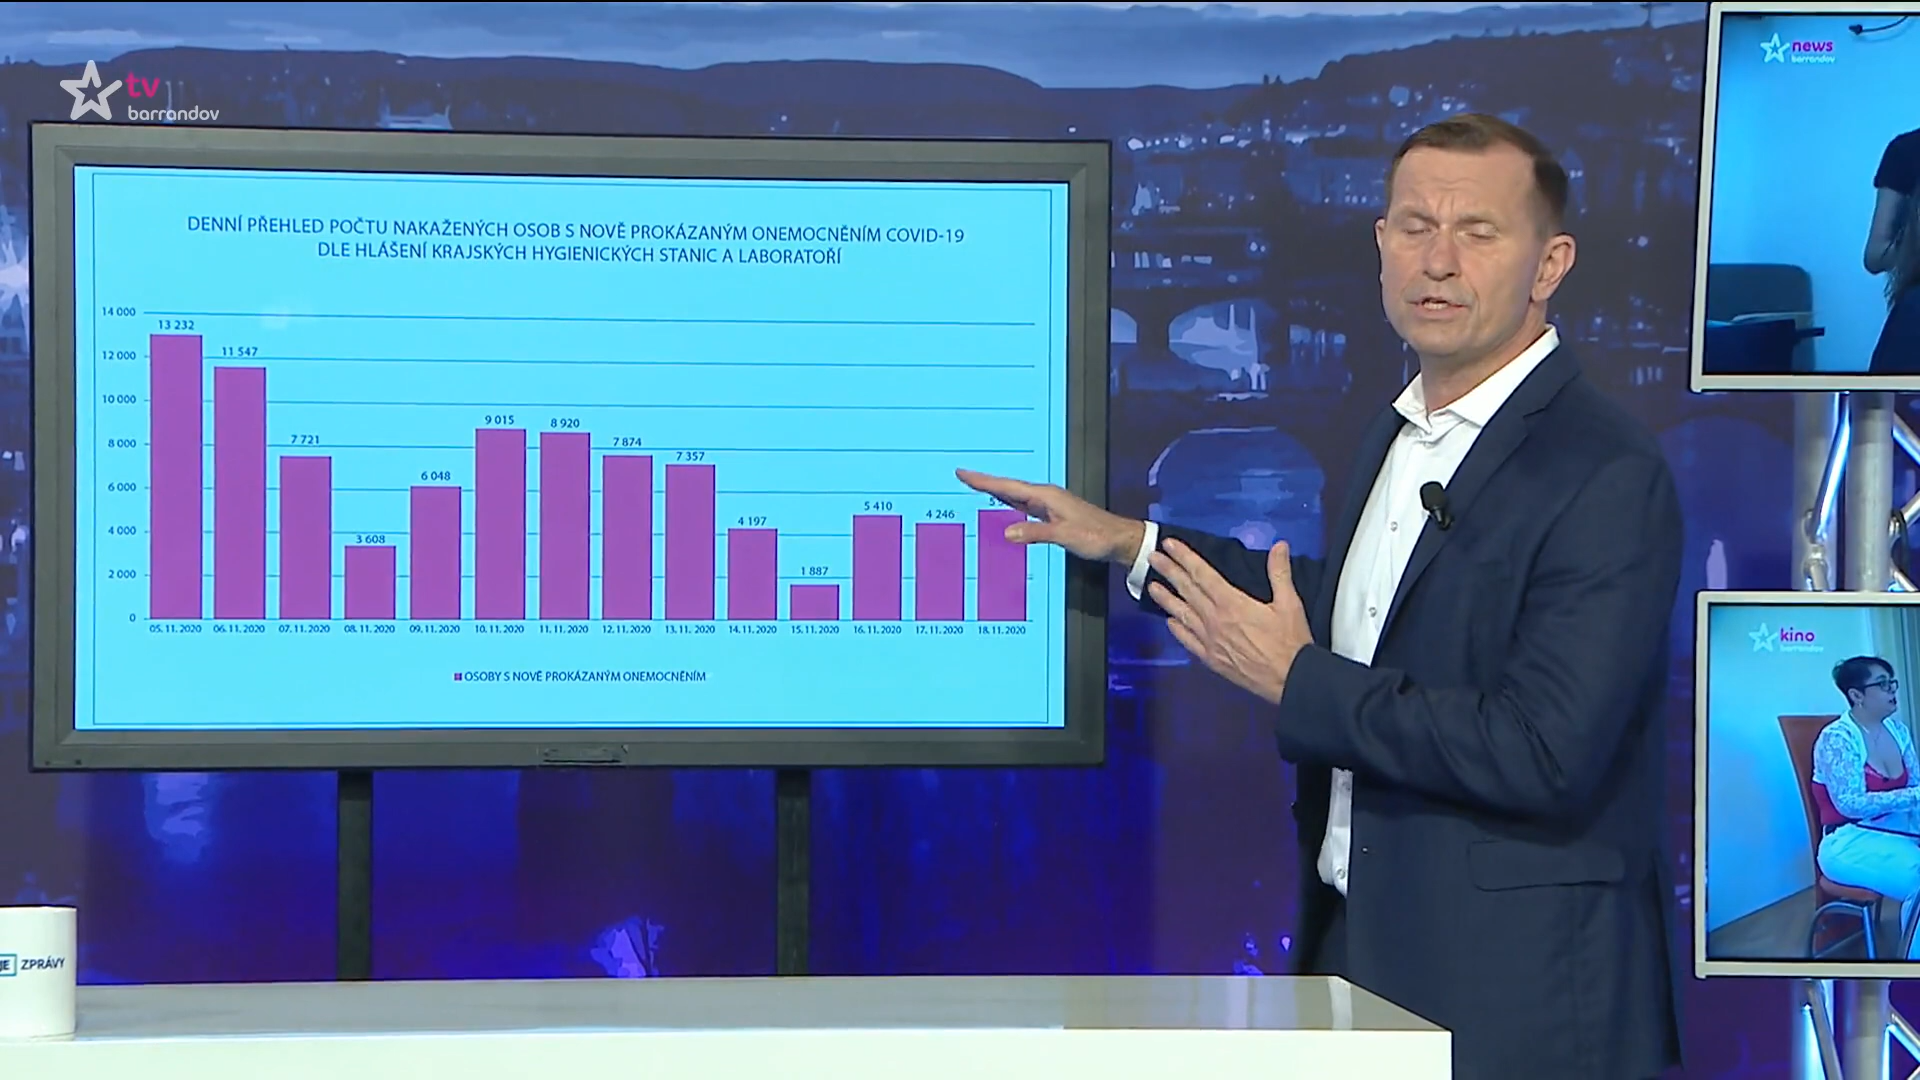 tv
barrandov
DENNÍ PŘEHLED POČTU NAKAŽENÝCH OSOB S NOVĚ PROKÁZANÝM ONEMOCNĚNÍM COVID-19
DLE HLÁŠENÍ KRAJSKÝCH HYGIENICKÝCH STANIC A LABORATOŘÍ
14 000
12 000
10 000
8 000
6 000
4 000
2 000
0
13 232
11 547
7 721
3 608
6 048
9 015
8 920
7 874
7 357
4 197
1 887
5 410
4 246
05. 11. 2020 06. 11. 2020 07. 11. 2020 08. 11. 2020 09. 11. 2020 10. 11. 2020 11. 11. 2020 12. 11. 2020 13. 11. 2020 14. 11. 2020 15. 11. 2020 16. 11. 2020 17. 11. 2020 18. 11. 2020
OSOBY S NOVĚ PROKÁZANÝM ONEMOCNĚNÍM
news
barrandov
kino
barrandov
JE ZPRÁVY